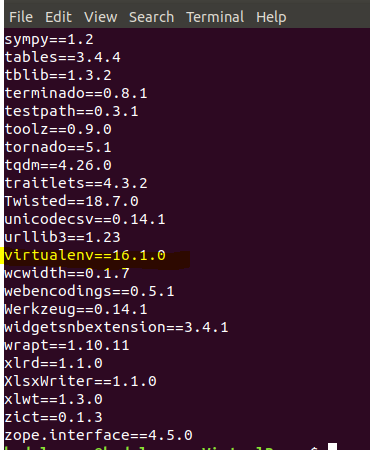 File Edit View Search Terminal Help
sympy==1.2
tables==3.4.4
tblib==1.3.2
terminado==0.8.1
testpath==0.3.1
toolz==0.9.0
tornado==5.1
tqdm==4.26.0
traitlets==4.3.2
Twisted==18.7.0
unicodecsv==0.14.1
urllib3==1.23
virtualenv==16.1.0
wcwidth==0.1.7
webencodings==0.5.1
Werkzeug==0.14.1
widgetsnbextension==3.4.1
wrapt==1.10.11
xlrd==1.1.0
XlsxWriter==1.1.0
xlwt==1.3.0
zict==0.1.3
zope.interface==4.5.0